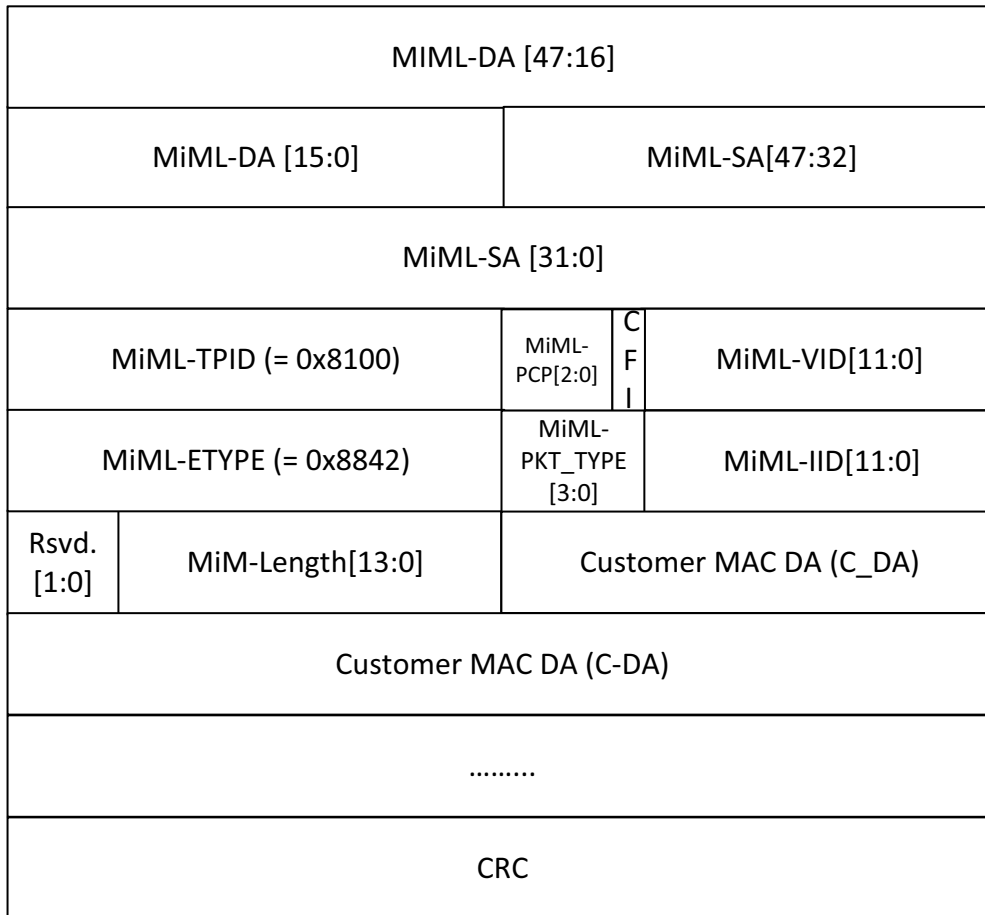 MIML-DA [47:16]
MiML-DA [15:0]
MiML-SA[47:32]
MiML-SA [31:0]
MiML-TPID (= 0x8100)
MiML-
PCP[2:0]
C
F
I
MiML-VID[11:0]
MiML-ETYPE (= 0x8842)
MiML-
PKT_TYPE
[3:0]
MiML-IID[11:0]
Rsvd.
[1:0]
MiM-Length[13:0]
Customer MAC DA (C_DA)
Customer MAC DA (C-DA)
.........
CRC